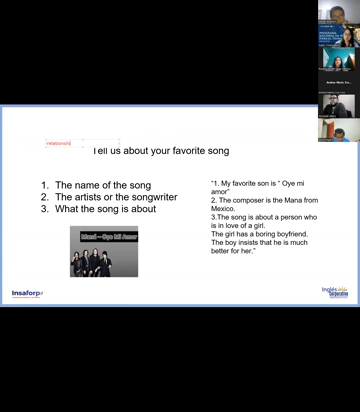 relationshi
Tell us about your favorite song
1. The name of the song
2. The artists or the songwriter
3. What the song is about
"1. My favorite son is " Oye mi
amor"
2. The composer is the Mana from
Mexico.
3.The song is about a person who
is in love of a girl.
The girl has a boring boyfriend.
The boy insists that he is much
better for her."
Maná - Oye Mi Amor
Insaforp
Inglés
Corporativo